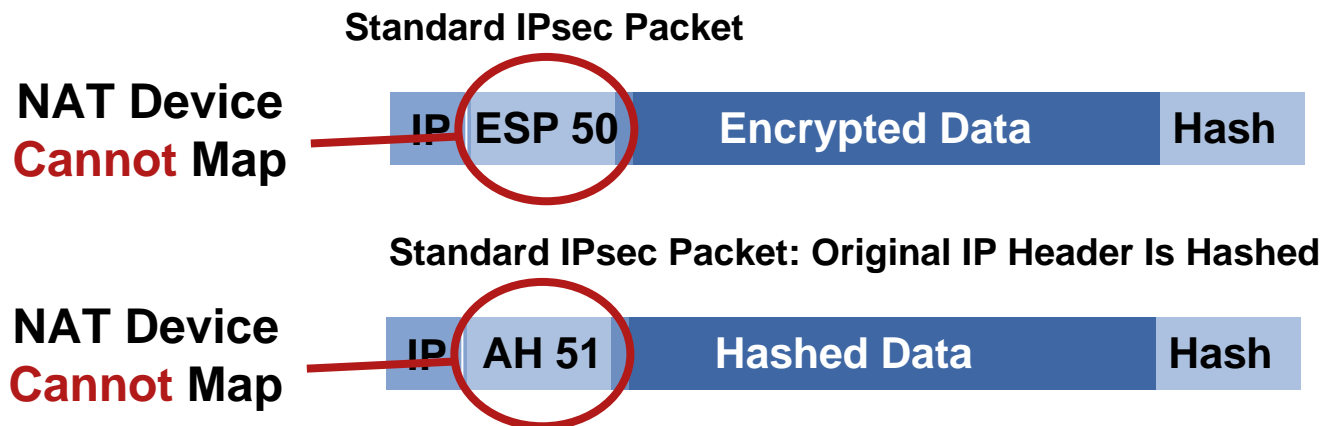 Standard IPsec Packet
NAT Device
Cannot Map
IP ESP 50 Encrypted Data Hash
Standard IPsec Packet: Original IP Header Is Hashed
NAT Device
Cannot Map
IP AH 51 Hashed Data Hash